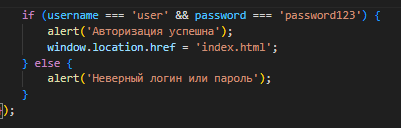 if (username === 'user' && password === 'password123') {
alert('Авторизация успешна');
window.location.href = 'index.html';
} else {
alert('Неверный логин или пароль');
}
});